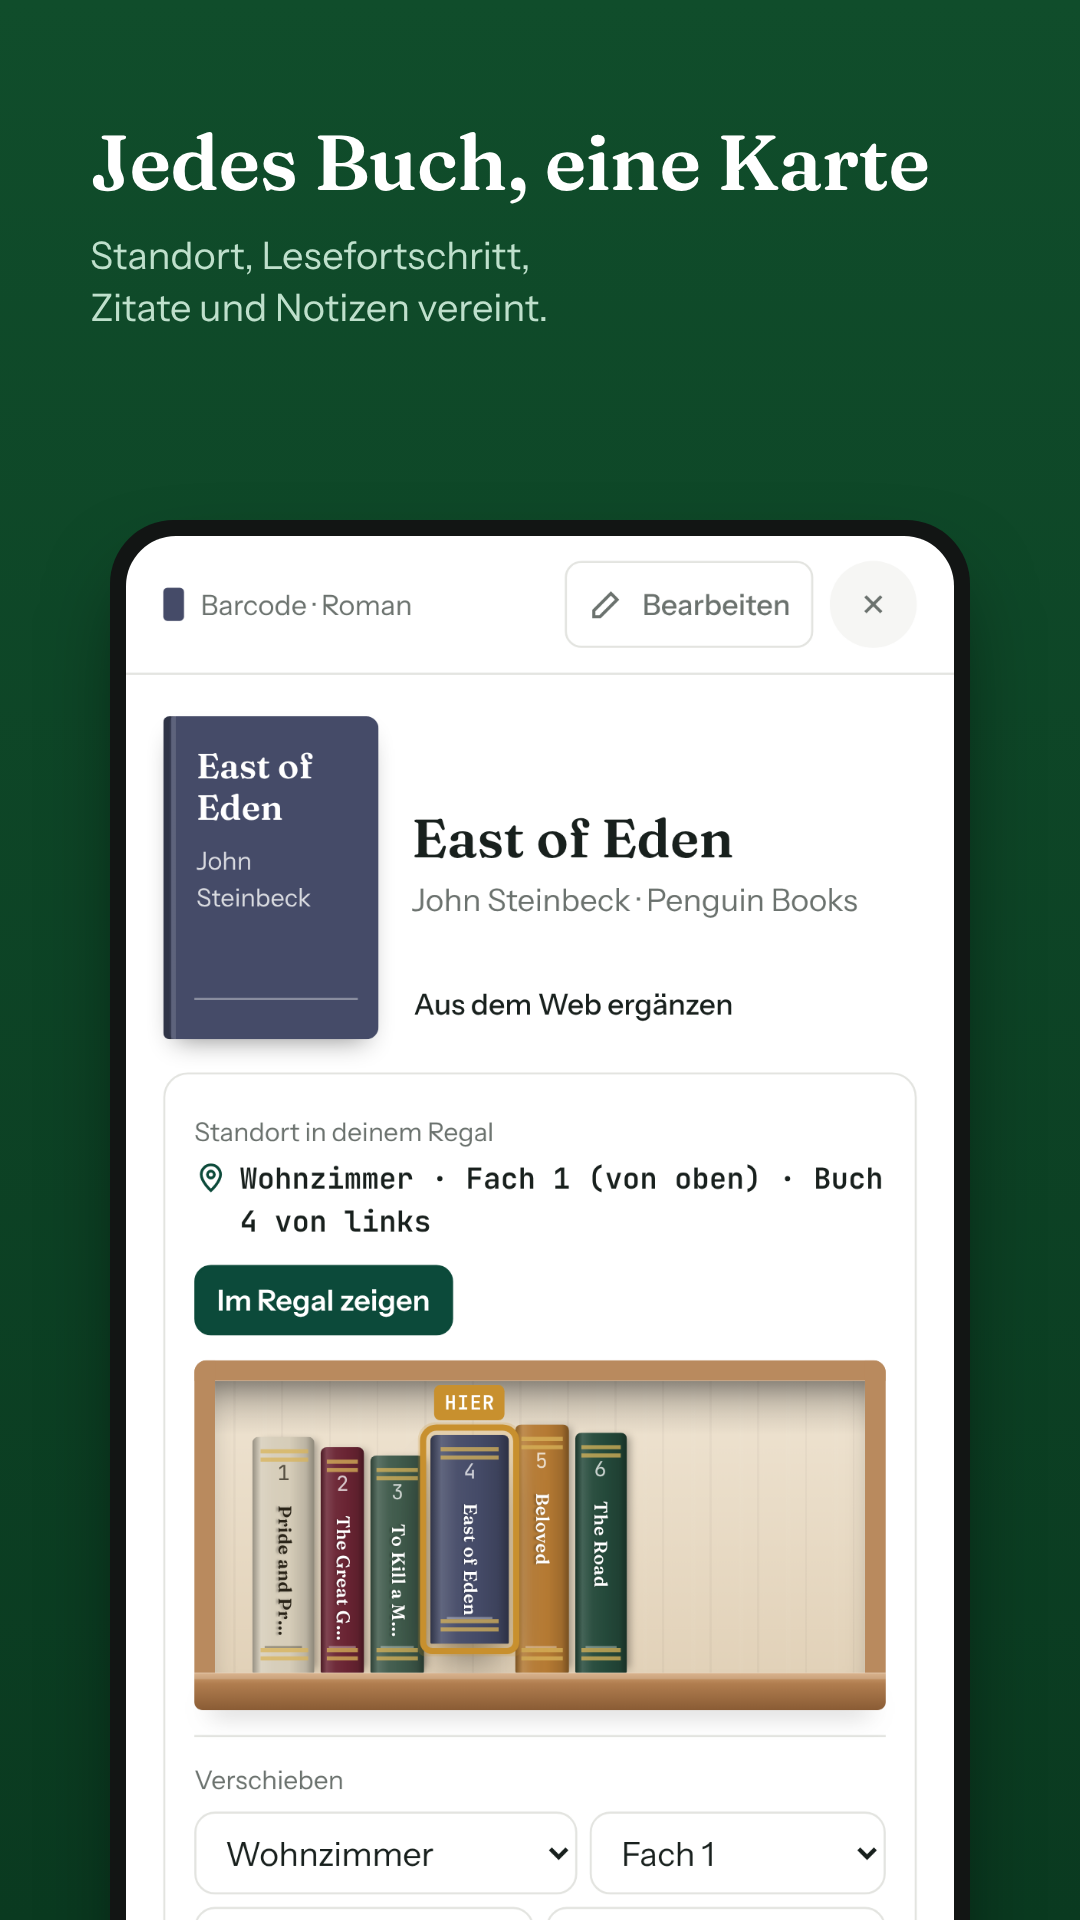 Jedes Buch, eine Karte
Standort, Lesefortschritt,
Zitate und Notizen vereint.
Barcode · Roman
Bearbeiten
East of
Eden
John
Steinbeck
East of Eden
John Steinbeck · Penguin Books
Aus dem Web ergänzen
Standort in deinem Regal
Wohnzimmer · Fach 1 (von oben) · Buch
4 von links
Im Regal zeigen
HIER
1
Pride and Pr...
2
The Great G...
3
To Kill a M...
4
East of Eden
5
Beloved
6
The Road
Verschieben
Wohnzimmer
Fach 1